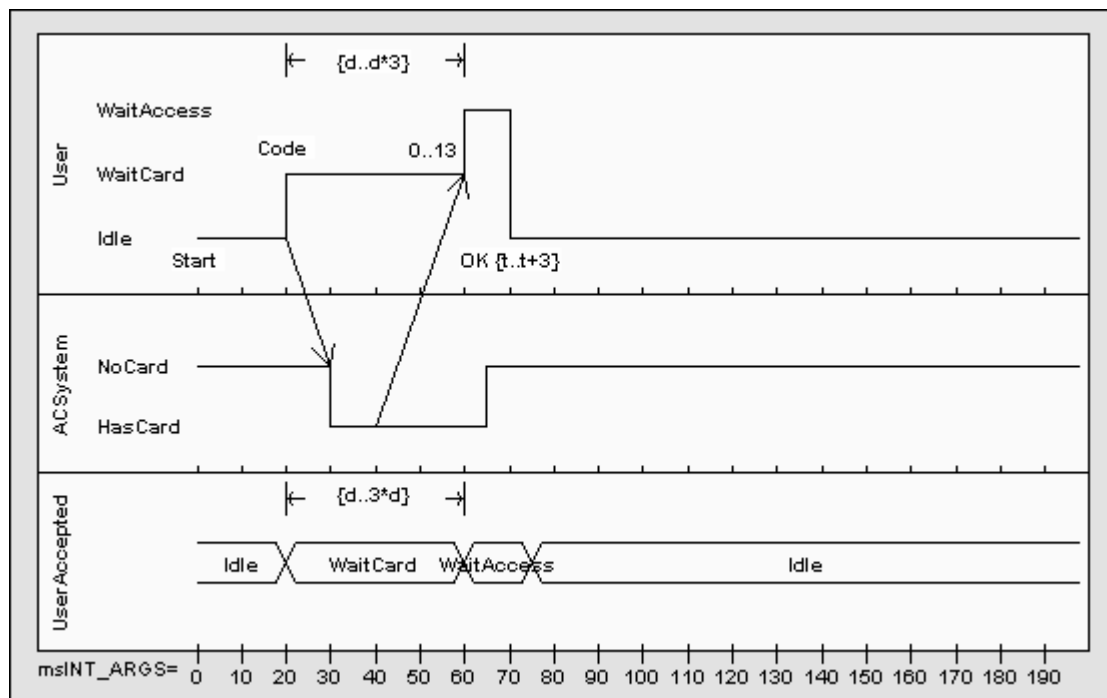 {d..d*3}
WaitAccess
Code
0..13
User
WaitCard
Idle
Start
OK {t..t+3}
ACSystem
NoCard
HasCard
{d..3*d}
UserAccepted
Idle WaitCard WaitAccess Idle
msINT_ARGS= 0 10 20 30 40 50 60 70 80 90 100 110 120 130 140 150 160 170 180 190